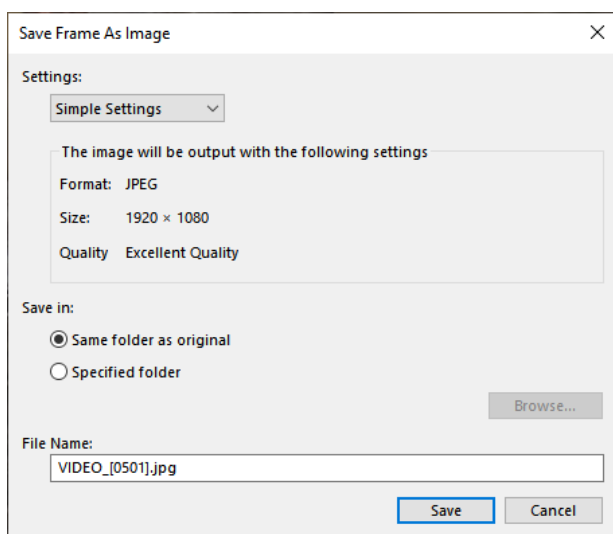 Save Frame As Image
Settings:
Simple Settings
The image will be output with the following settings
Format: JPEG
Size: 1920 × 1080
Quality Excellent Quality
Save in:
Same folder as original
Specified folder
Browse...
File Name:
VIDEO_[0501].jpg
Save Cancel